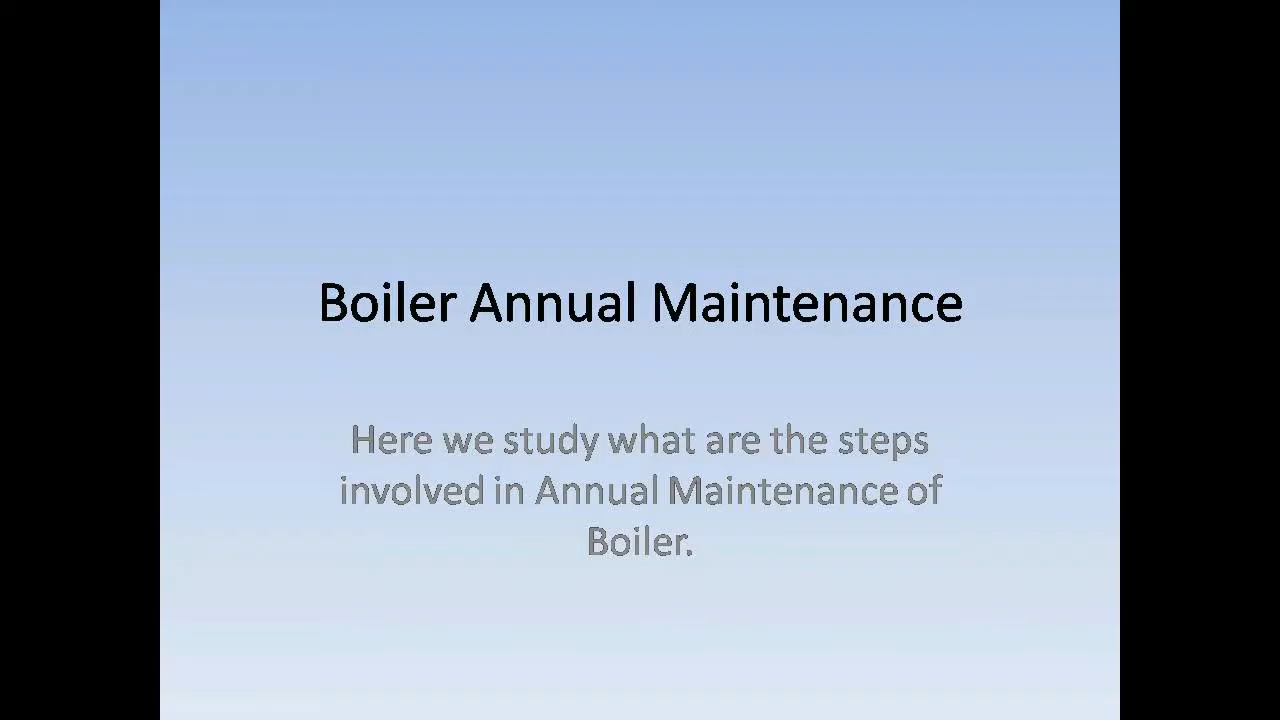 Boiler Annual Maintenance
Here we study what are the steps
involved in Annual Maintenance of
Boiler.